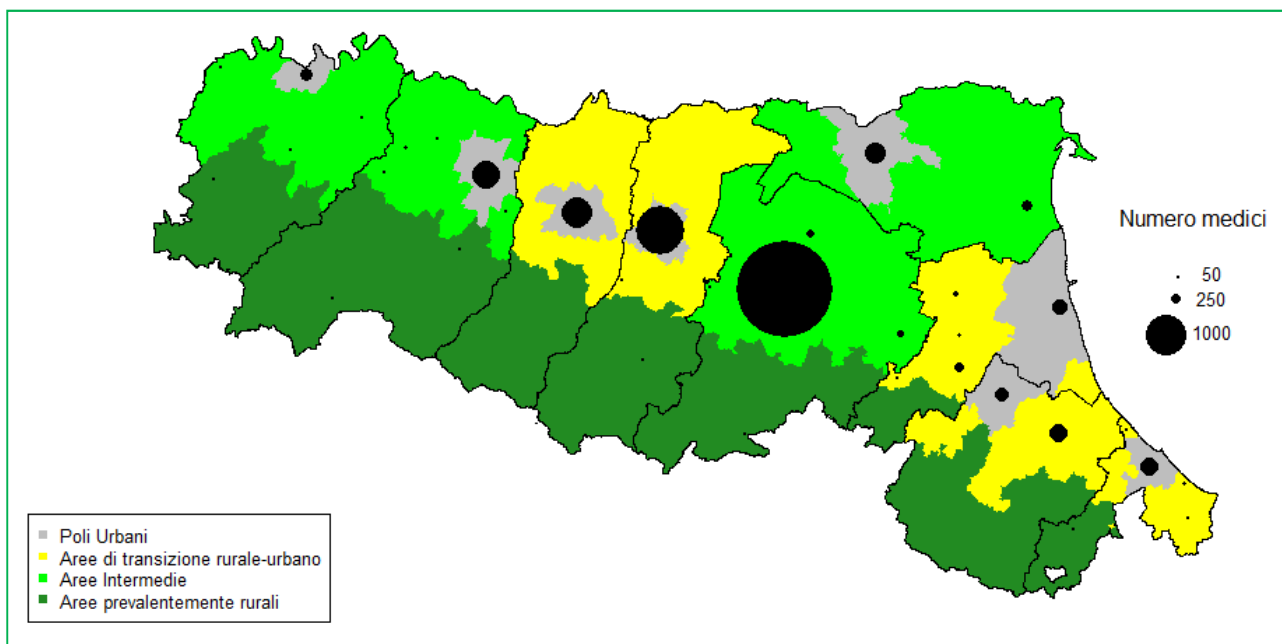 Numero medici
50
250
1000
Poli Urbani
Aree di transizione rurale-urbano
Aree Intermedie
Aree prevalentemente rurali